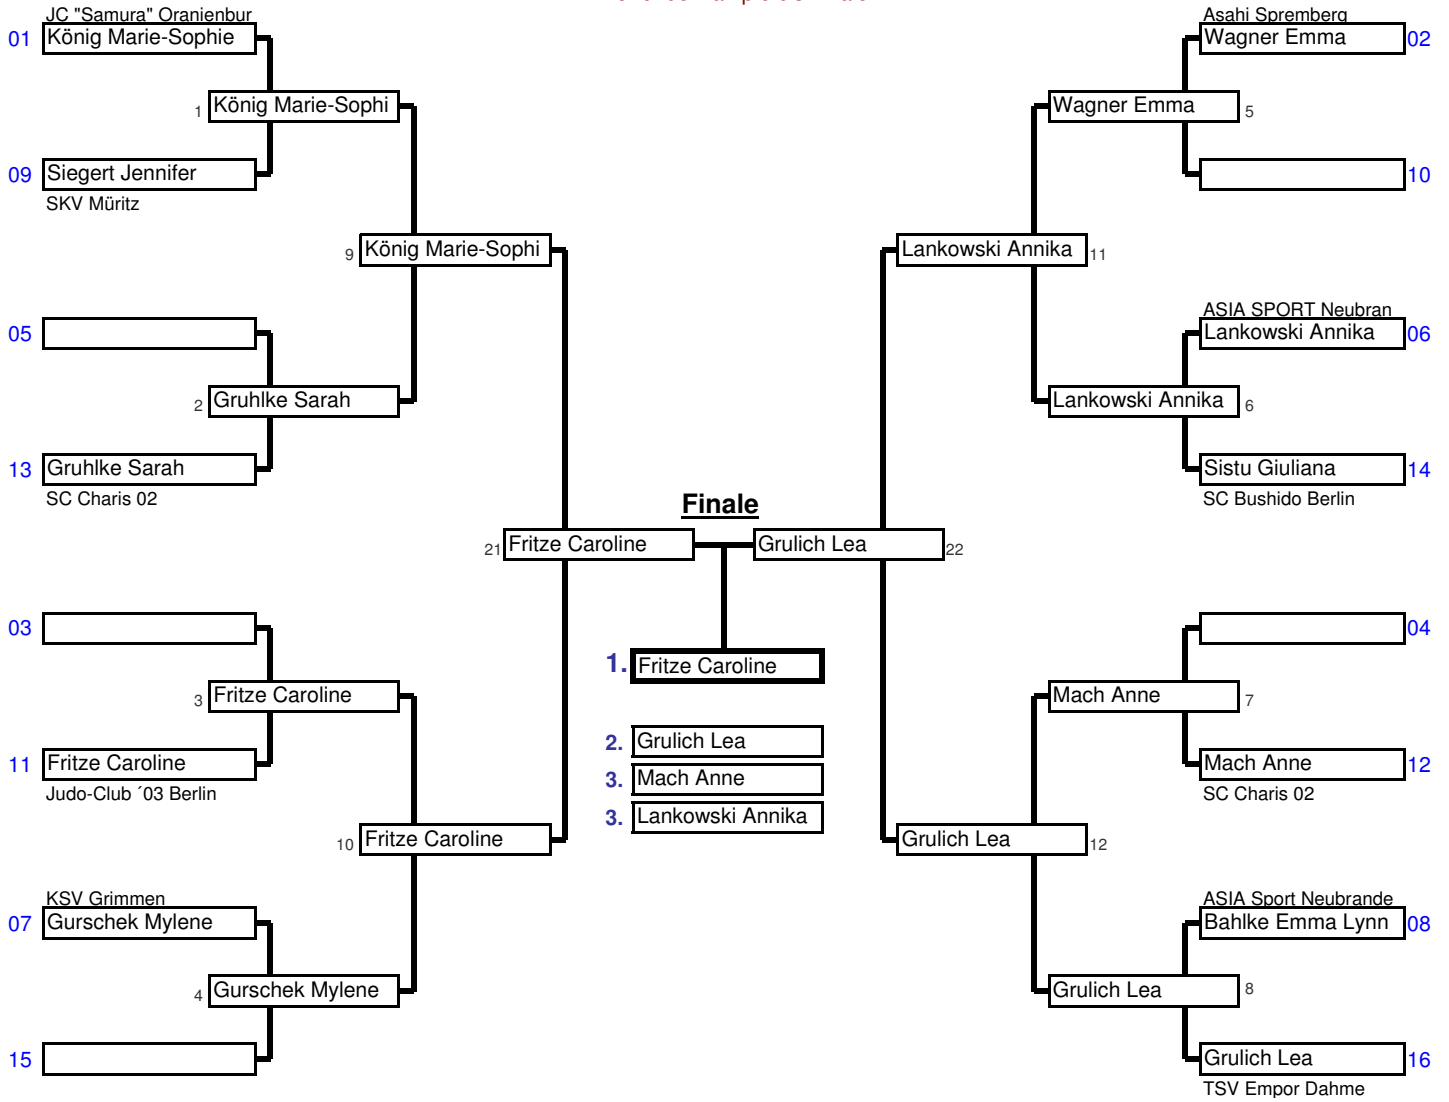 JC "Samura" Oranienbur
01 König Marie-Sophie
1 König Marie-Sophi
09 Siegert Jennifer
SKV Müritz
9 König Marie-Sophi
05
2 Gruhlke Sarah
13 Gruhlke Sarah
SC Charis 02
21 Fritze Caroline
03
3 Fritze Caroline
11 Fritze Caroline
Judo-Club ´03 Berlin
10 Fritze Caroline
KSV Grimmen
07 Gurschek Mylene
4 Gurschek Mylene
15
Finale
1. Fritze Caroline
2. Grulich Lea
3. Mach Anne
3. Lankowski Annika
Asahi Spremberg
Wagner Emma 02
Wagner Emma 5
10
Lankowski Annika 11
ASIA SPORT Neubran
Lankowski Annika 06
Lankowski Annika 6
Sistu Giuliana 14
SC Bushido Berlin
Grulich Lea 22
04
Mach Anne 7
Mach Anne 12
SC Charis 02
Grulich Lea 12
ASIA Sport Neubrande
Bahlke Emma Lynn 08
Grulich Lea 8
Grulich Lea 16
TSV Empor Dahme